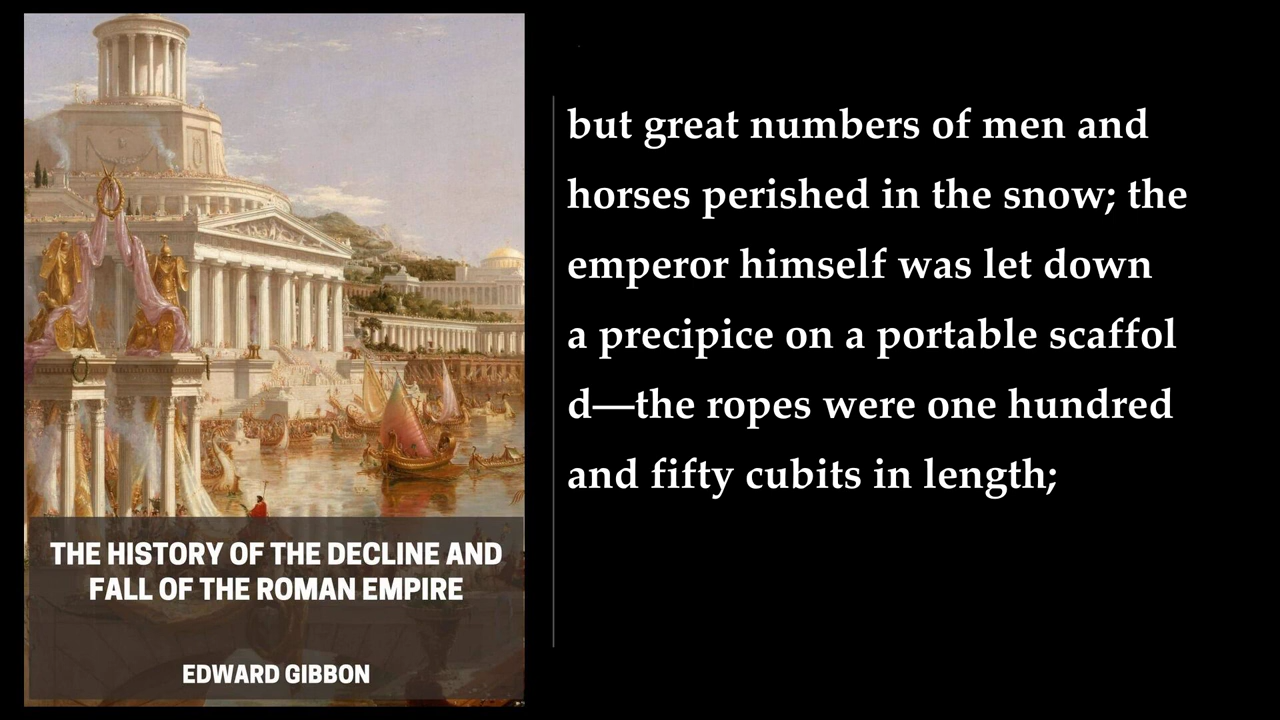 but great numbers of men and
horses perished in the snow; the
emperor himself was let down
a precipice on a portable scaffol
d—the ropes were one hundred
and fifty cubits in length;
THE HISTORY OF THE DECLINE AND
FALL OF THE ROMAN EMPIRE
EDWARD GIBBON